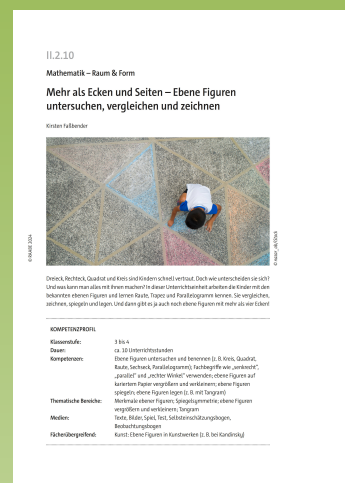 II.2.10
Mathematik – Raum & Form
Mehr als Ecken und Seiten – Ebene Figuren
untersuchen, vergleichen und zeichnen
Kirsten Faßbender
© RAABE 2024
Dreieck, Rechteck, Quadrat und Kreis sind Kindern schnell vertraut. Doch wie unterscheiden sie sich?
Und was kann man alles mit ihnen machen? In dieser Unterrichtseinheit arbeiten die Kinder mit den
bekannten ebenen Figuren und lernen Raute, Trapez und Parallelogramm kennen. Sie vergleichen,
zeichnen, spiegeln und legen. Und dann gibt es ja auch noch ebene Figuren mit mehr als vier Ecken!
KOMPETENZPROFIL
Klassenstufe: 3 bis 4
Dauer: ca. 10 Unterrichtsstunden
Kompetenzen: Ebene Figuren untersuchen und benennen (z. B. Kreis, Quadrat,
Raute, Sechseck, Parallelogramm); Fachbegriffe wie „senkrecht“,
„parallel“ und „rechter Winkel“ verwenden; ebene Figuren auf
kariertem Papier vergrößern und verkleinern; ebene Figuren
spiegeln; ebene Figuren legen (z. B. mit Tangram)
Thematische Bereiche: Merkmale ebener Figuren; Spiegelsymmetrie; ebene Figuren
vergrößern und verkleinern; Tangram
Medien: Texte, Bilder, Spiel, Test, Selbsteinschätzungsbogen,
Beobachtungsbogen
Fächerübergreifend: Kunst: Ebene Figuren in Kunstwerken (z. B. bei Kandinsky)